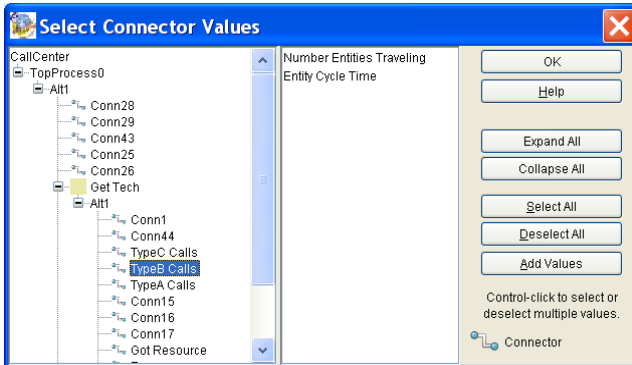 Select Connector Values
CallCenter
TopProcess0
Alt1
Conn28
Conn29
Conn43
Conn25
Conn26
Get Tech
Alt1
Conn1
Conn44
TypeC Calls
TypeB Calls
TypeA Calls
Conn15
Conn16
Conn17
Got Resource
Number Entities Traveling
Entity Cycle Time
OK
Help
Expand All
Collapse All
Select All
Deselect All
Add Values
Control-click to select or
deselect multiple values.
Connector